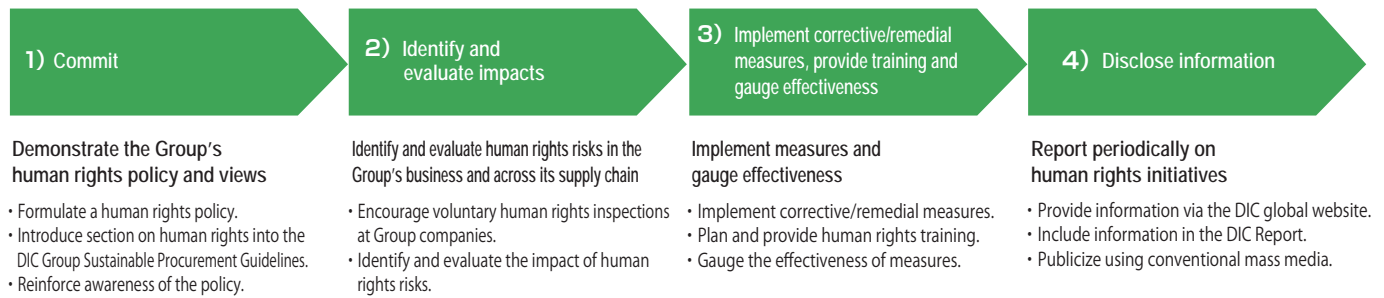 1) Commit
2) Identify and
evaluate impacts
3) Implement corrective/remedial
measures, provide training and
gauge effectiveness
4) Disclose information
Demonstrate the Group's
human rights policy and views
・Formulate a human rights policy.
・Introduce section on human rights into the
DIC Group Sustainable Procurement Guidelines.
・Reinforce awareness of the policy.
Identify and evaluate human rights risks in the
Group's business and across its supply chain
・Encourage voluntary human rights inspections
at Group companies.
・Identify and evaluate the impact of human
rights risks.
Implement measures and
gauge effectiveness
・Implement corrective/remedial measures.
・Plan and provide human rights training.
・Gauge the effectiveness of measures.
Report periodically on
human rights initiatives
・Provide information via the DIC global website.
・Include information in the DIC Report.
・Publicize using conventional mass media.